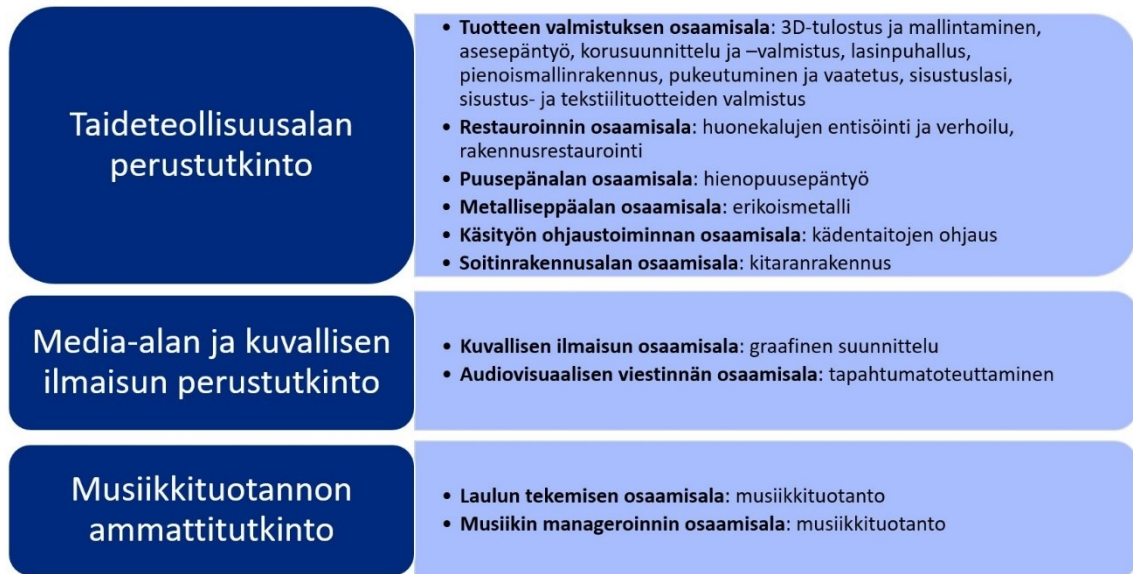 Taideteollisuusalan
perustutkinto
• Tuotteen valmistuksen osaamisala: 3D-tulostus ja mallintaminen,
asesepäntyö, korusuunnittelu ja –valmistus, lasinpuhallus,
pienoismallinrakennus, pukeutuminen ja vaatetus, sisustuslasi,
sisustus- ja tekstiilituotteiden valmistus
• Restauroinnin osaamisala: huonekalujen entisöinti ja verhoilu,
rakennusrestaurointi
• Puusepänalan osaamisala: hienopuusepäntyö
• Metalliseppäalan osaamisala: erikoismetalli
• Käsityön ohjaustoiminnan osaamisala: kädentaitojen ohjaus
• Soitinrakennusalan osaamisala: kitaranrakennus
Media-alan ja kuvallisen
ilmaisun perustutkinto
• Kuvallisen ilmaisun osaamisala: graafinen suunnittelu
• Audiovisuaalisen viestinnän osaamisala: tapahtumatoteuttaminen
Musiikkituotannon
ammattitutkinto
• Laulun tekemisen osaamisala: musiikkituotanto
• Musiikin manageroinnin osaamisala: musiikkituotanto